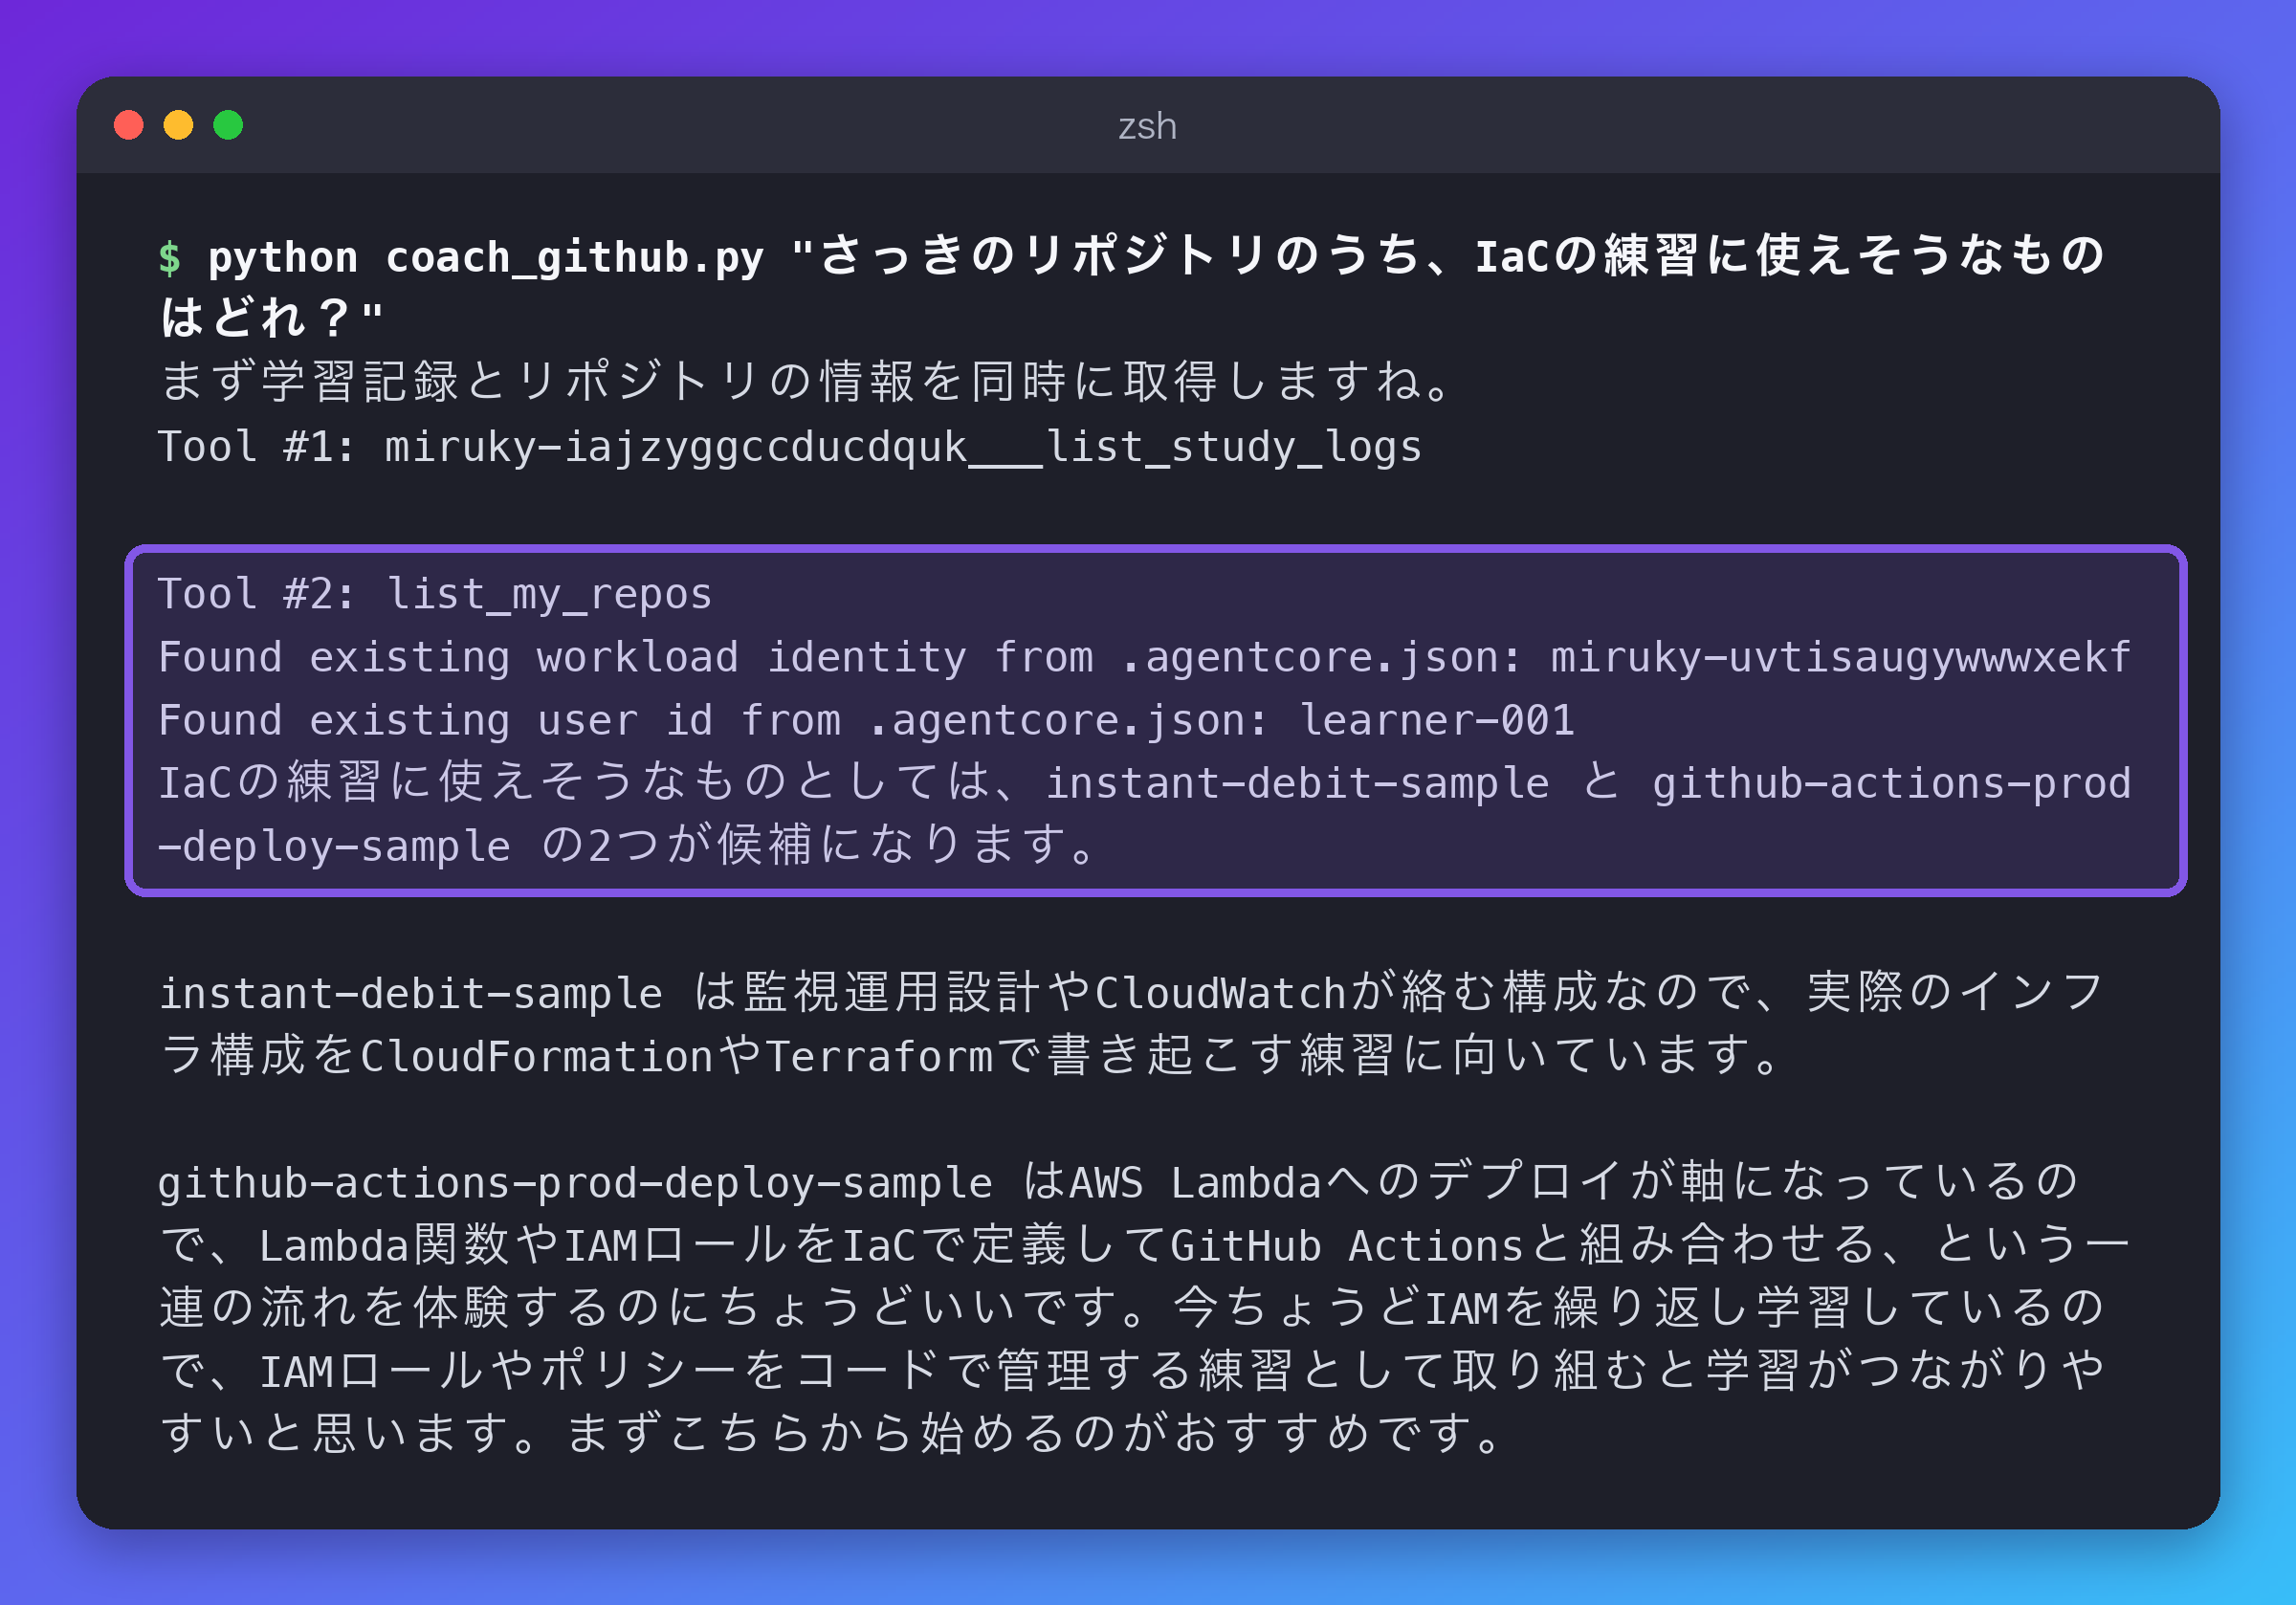 zsh
$ python coach_github.py "さっきのリポジトリのうち、IaCの練習に使えそうなもの
はどれ？"
まず学習記録とリポジトリの情報を同時に取得しますね。
Tool #1: miruky-iajzyggccducdquk___list_study_logs
Tool #2: list_my_repos
Found existing workload identity from .agentcore.json: miruky-uvtisaugywwwxekf
Found existing user id from .agentcore.json: learner-001
IaCの練習に使えそうなものとしては、instant-debit-sample と github-actions-prod
-deploy-sample の2つが候補になります。
instant-debit-sample は監視運用設計やCloudWatchが絡む構成なので、実際のインフ
ラ構成をCloudFormationやTerraformで書き起こす練習に向いています。
github-actions-prod-deploy-sample はAWS Lambdaへのデプロイが軸になっているの
で、Lambda関数やIAMロールをIaCで定義してGitHub Actionsと組み合わせる、という一
連の流れを体験するのにちょうどいいです。今ちょうどIAMを繰り返し学習しているの
で、IAMロールやポリシーをコードで管理する練習として取り組むと学習がつながりや
すいと思います。まずこちらから始めるのがおすすめです。